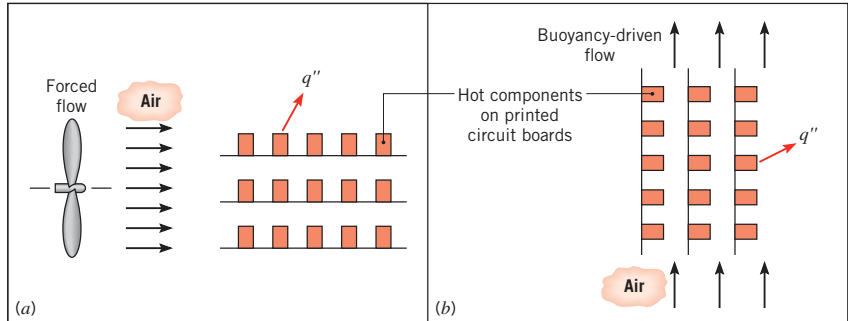 Forced
flow
Air
q"
(a)
Hot components
on printed
circuit boards
Buoyancy-driven
flow
q"
Air
(b)